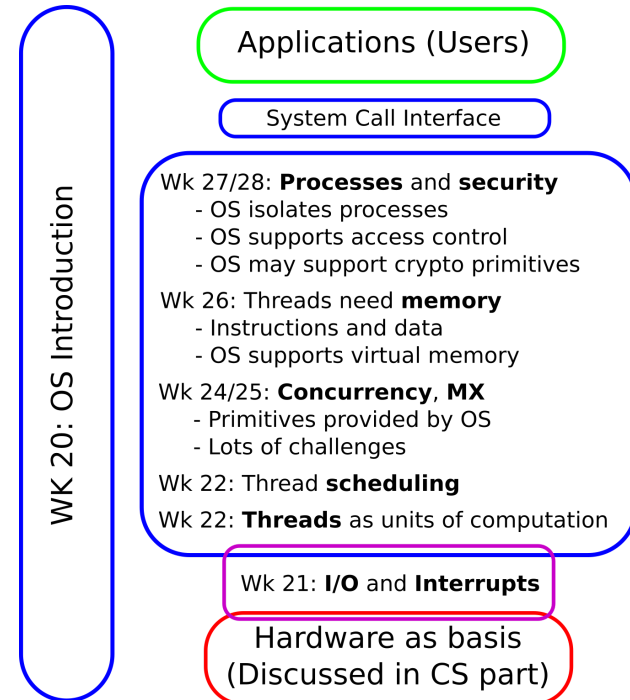 WK 20: OS Introduction
Applications (Users)
System Call Interface
Wk 27/28: Processes and security
- OS isolates processes
- OS supports access control
- OS may support crypto primitives
Wk 26: Threads need memory
- Instructions and data
- OS supports virtual memory
Wk 24/25: Concurrency, MX
- Primitives provided by OS
- Lots of challenges
Wk 22: Thread scheduling
Wk 22: Threads as units of computation
Wk 21: I/O and Interrupts
Hardware as basis
(Discussed in CS part)